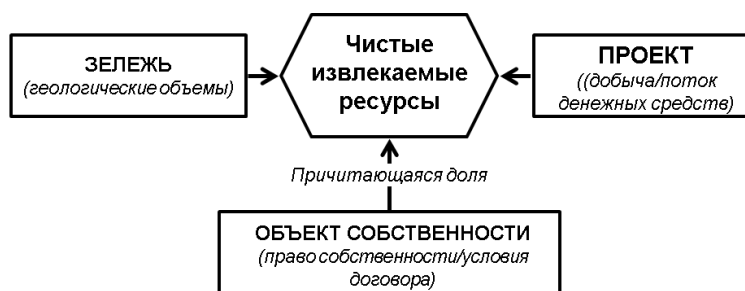 ЗЕЛЕЖЬ
(геологические объемы)
Чистые
извлекаемые
ресурсы
ПРОЕКТ
((добыча/поток
денежных средств)
Причитающаяся доля
ОБЪЕКТ СОБСТВЕННОСТИ
(право собственности/условия
договора)